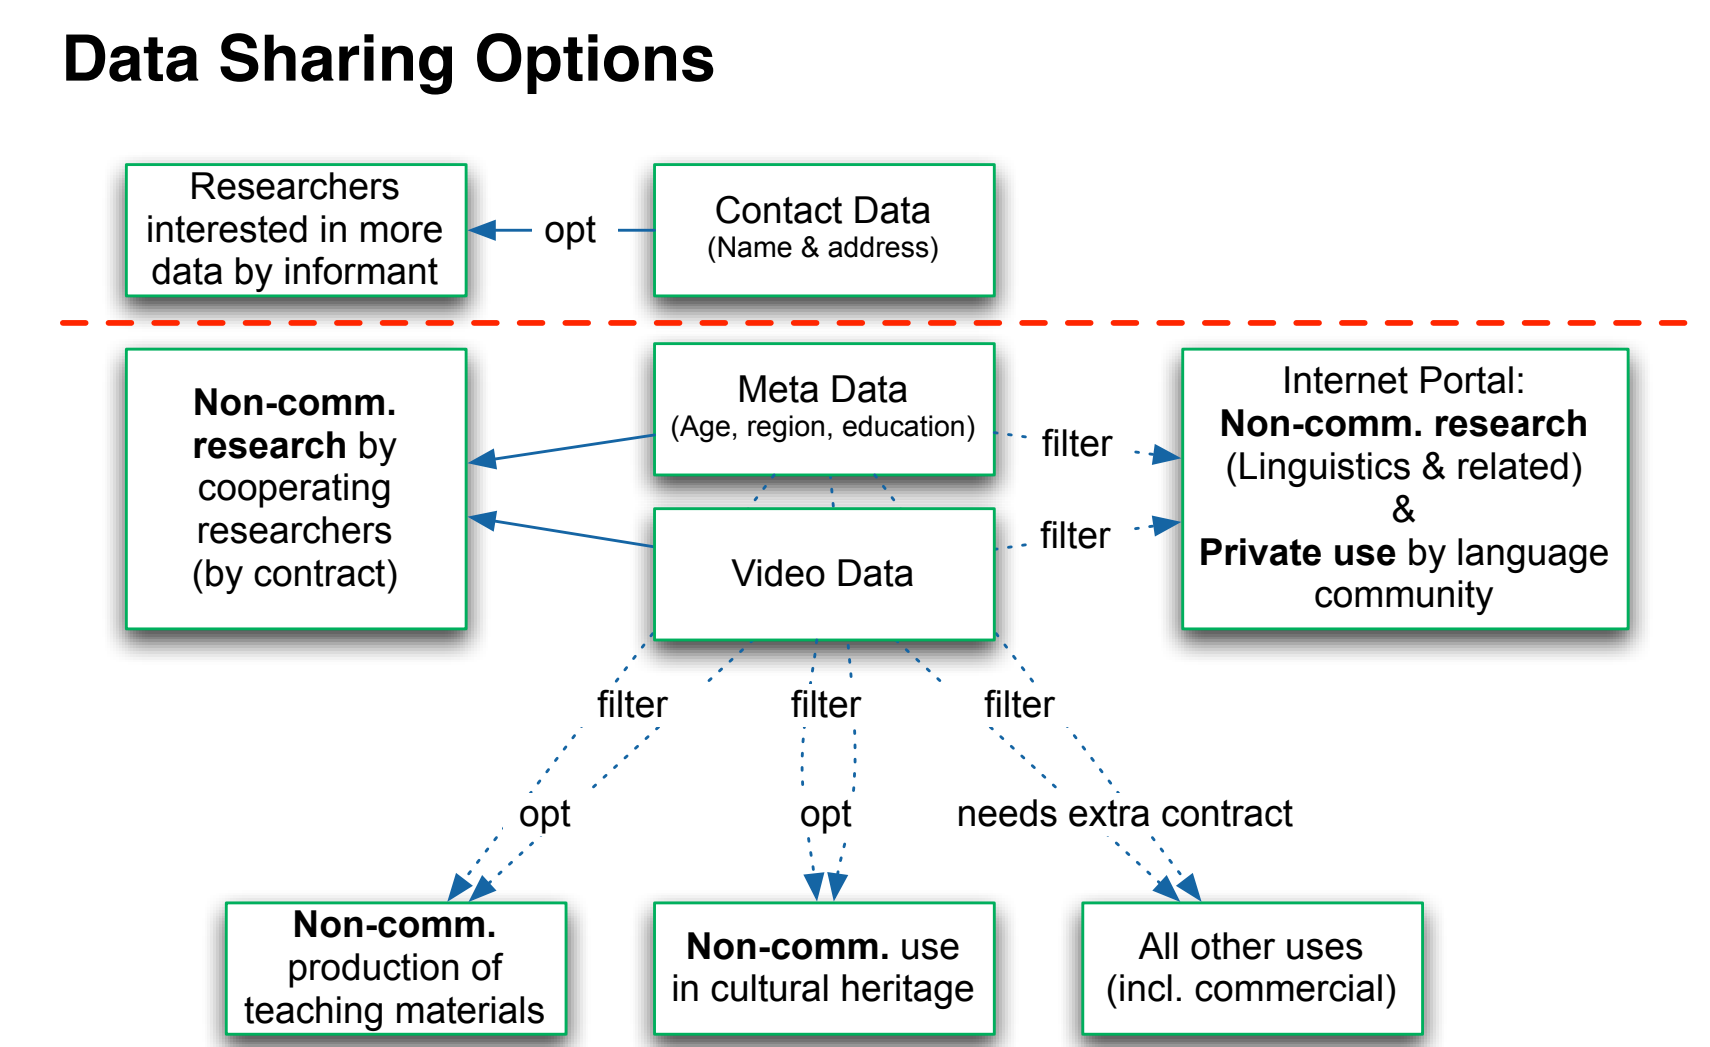 Data Sharing Options
Researchers
interested in more
data by informant
opt
Contact Data
(Name & address)
Non-comm.
research by
cooperating
researchers
(by contract)
Meta Data
(Age, region, education)
filter
Video Data
filter
Internet Portal:
Non-comm. research
(Linguistics & related)
&
Private use by language
community
filter
filter
filter
opt
opt
needs extra contract
Non-comm.
production of
teaching materials
Non-comm. use
in cultural heritage
All other uses
(incl. commercial)